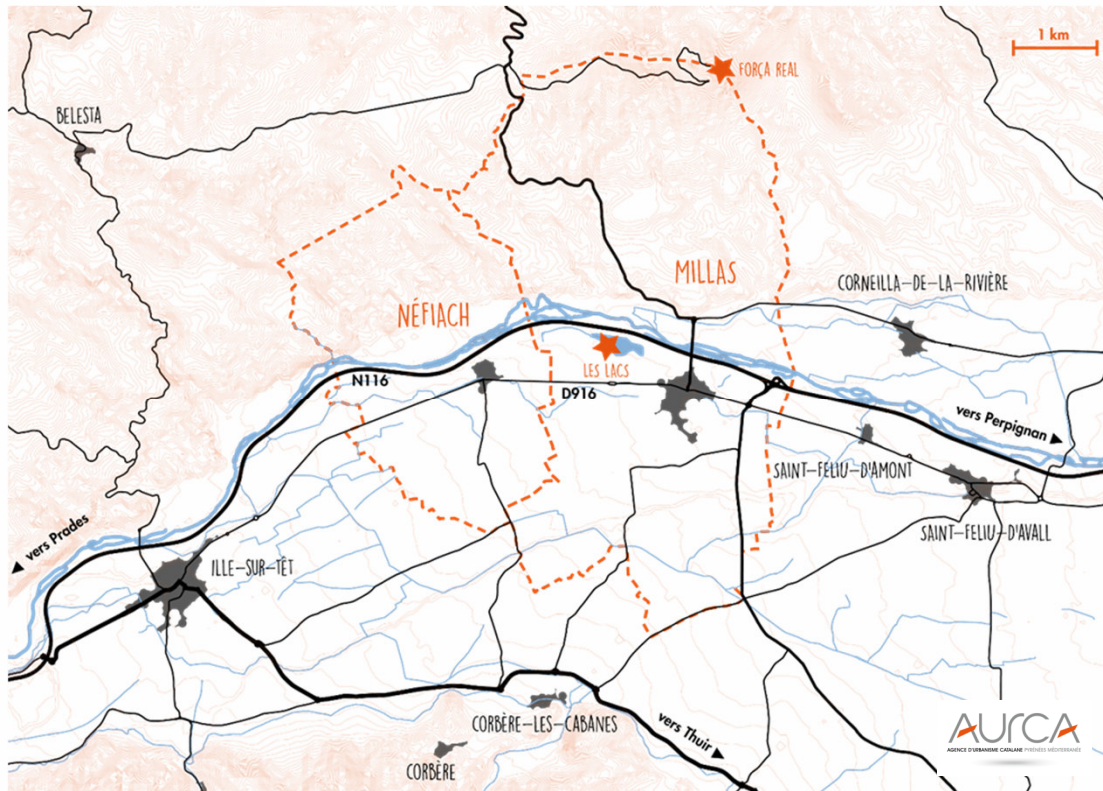 1 km
FORÇA REAL
BELESTA
MILLAS
CORNEILLA-DE-LA-RIVIÈRE
NÉFIACH
LES LACS
N116
D916
vers Perpignan
SAINT-FELIU-D'AMONT
SAINT-FELIU-D'AVALL
vers Prades
ILLE-SUR-TÊT
CORBÈRE-LES-CABANES
vers Thuir
CORBÈRE
AURCA
AGENCE D'URBANISME CATALANE PYRÉNÉES MÉDITERRANÉE